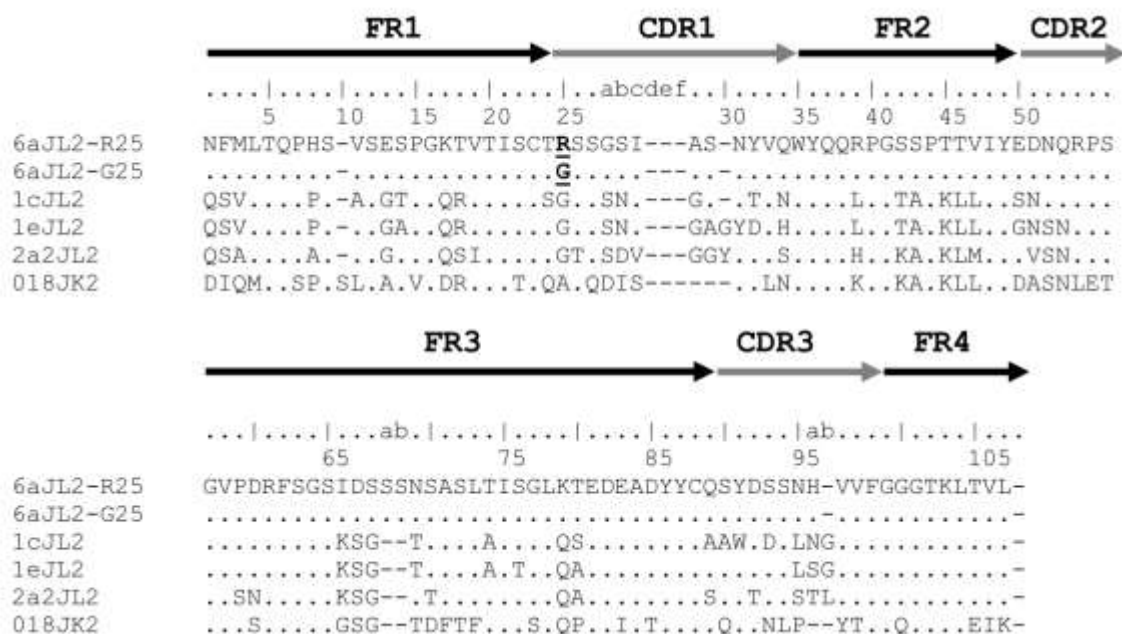 FR1 CDR1 FR2 CDR2
....|....|....|....|....|..abcdef..|....|....|....|....|......
5 10 15 20 25 30 35 40 45 50
6aJL2-R25 NFMLTQPHS-VSESPGKTVTISCTRSSGSI---AS-NYVQWYQQRPGSSPTTVIYEDNQRPS
6aJL2-G25 .........-..............G.......---..-.........................
1cJL2 QSV....P.-A.GT..QR.....SG..SN.---G.-.T.N.......L..TA.KLL..SN....
1eJL2 QSV....P.-..GA..QR......G..SN.---GAGYD.H.......L..TA.KLL..GNSN..
2a2JL2 QSA....A.-..G...QSI.....GT.SDV---GGY...S.......H..KA.KLM...VSN..
018JK2 DIQM..SP.SL.A.V.DR...T.QA.QDIS------..LN.......K..KA.KLL..DASNLET
FR3 CDR3 FR4
...|....|....|...ab.|....|....|....|....|....|ab....|....|..
65 75 85 95 105
6aJL2-R25 GVPDRFSGSIDSSSNSASLTISGLKTEDEADYYCQSYDSSNH-VVFGGGTKLTVL-
6aJL2-G25 ..........................................-.............-
1cJL2 .........KSG--T....A....QS........AAW.D.LNG.............-
1eJL2 .........KSG--T....A.T..QA..............LSG.............-
2a2JL2 ..SN.....KSG--.T........QA........S..T..STL.............-
018JK2 ...S.....GSG--TDFTF...S.QP..I.T....Q..NLP--YT..Q....EIK-